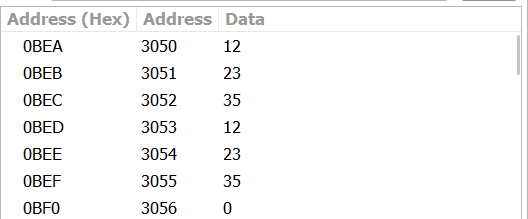 Address (Hex) Address Data
0BEA 3050 12
0BEB 3051 23
0BEC 3052 35
0BED 3053 12
0BEE 3054 23
0BEF 3055 35
0BF0 3056 0